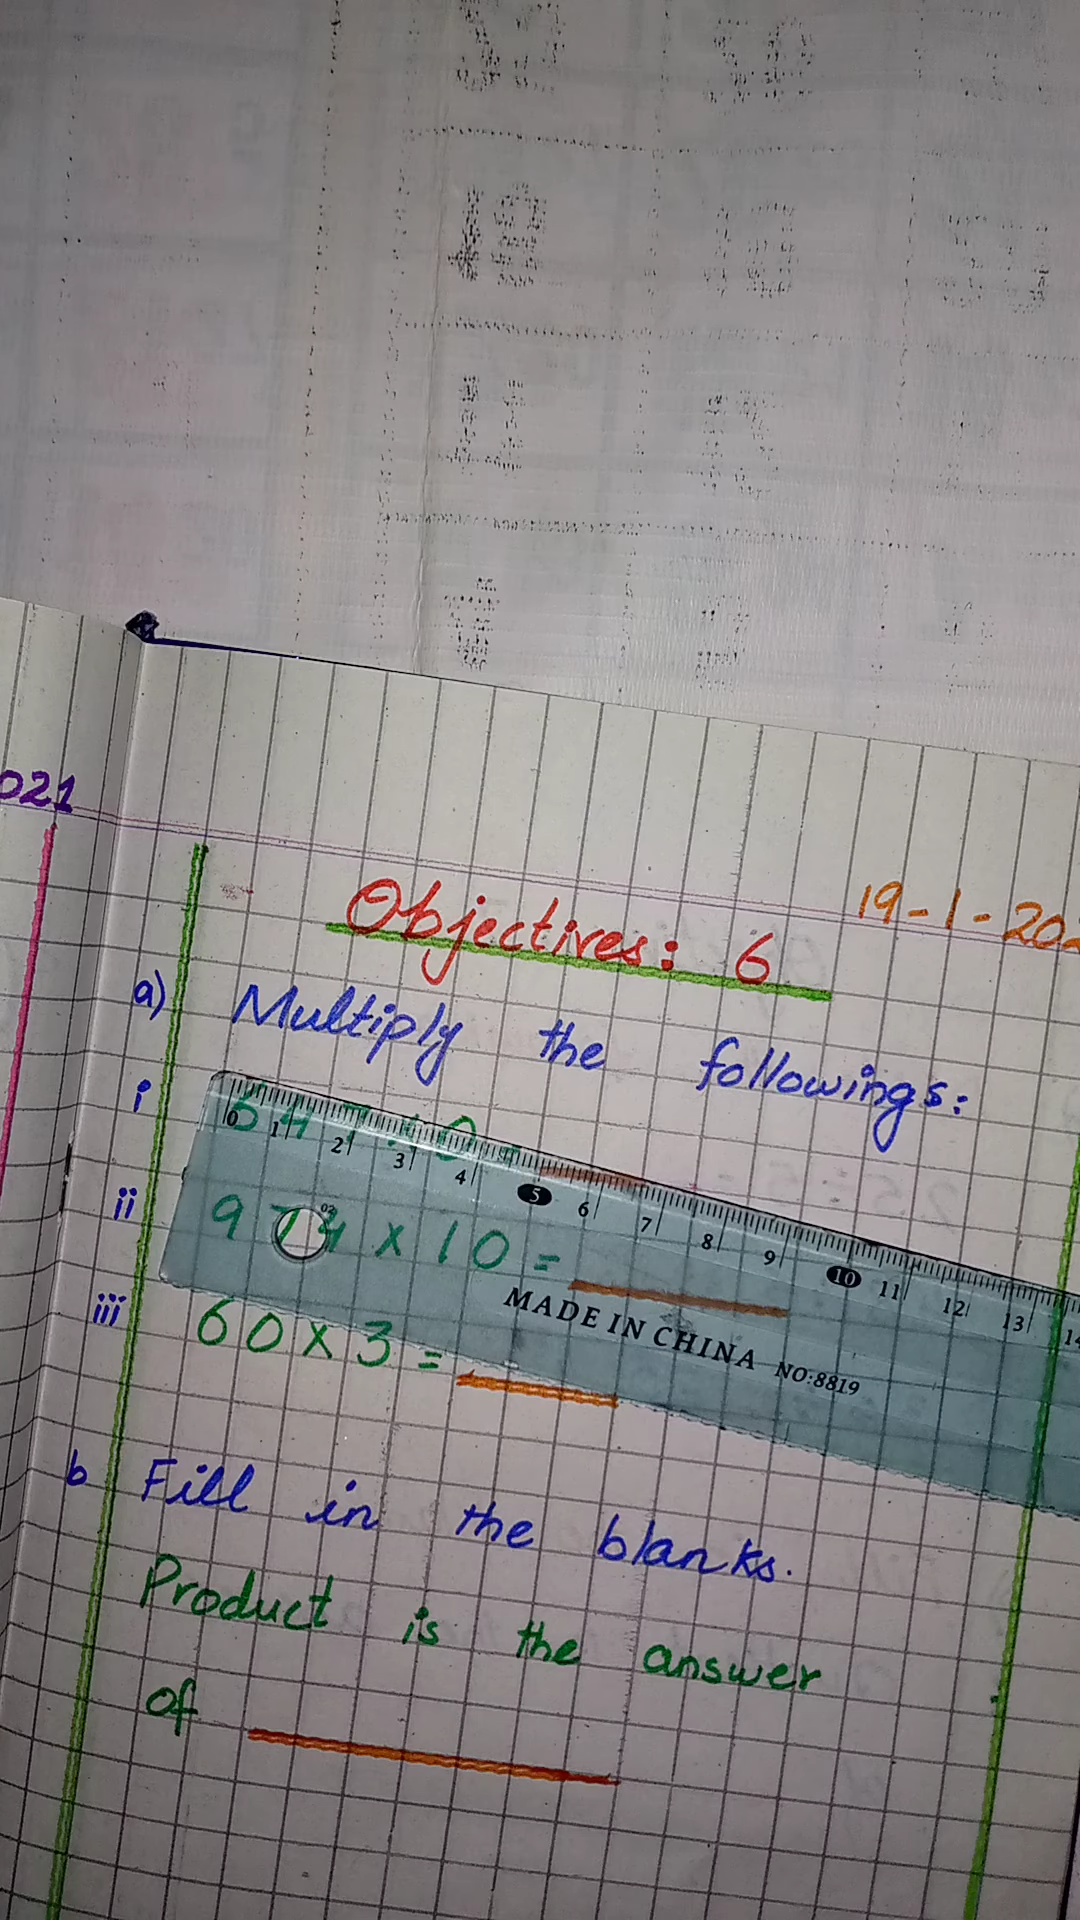 021
19-1-202
Objectives: 6
a) Multiply the followings:
i
0 1 2 3 4 5 6 7 8 9 10 11 12 13 14
ii 974 x 10 =
MADE IN CHINA NO:8819
iii 60 x 3 =
b Fill in the blanks.
Product is the answer
of